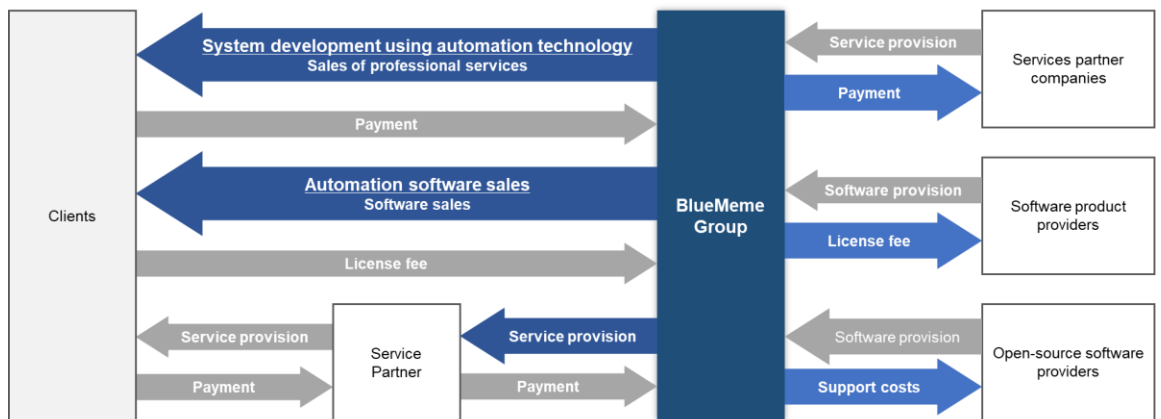 System development using automation technology
Sales of professional services
Service provision
Services partner
companies
Payment
Payment
Automation software sales
Software sales
Software provision
Clients
BlueMeme
Group
Software product
providers
License fee
License fee
Service provision
Service
Partner
Service provision
Software provision
Open-source software
providers
Payment
Payment
Support costs